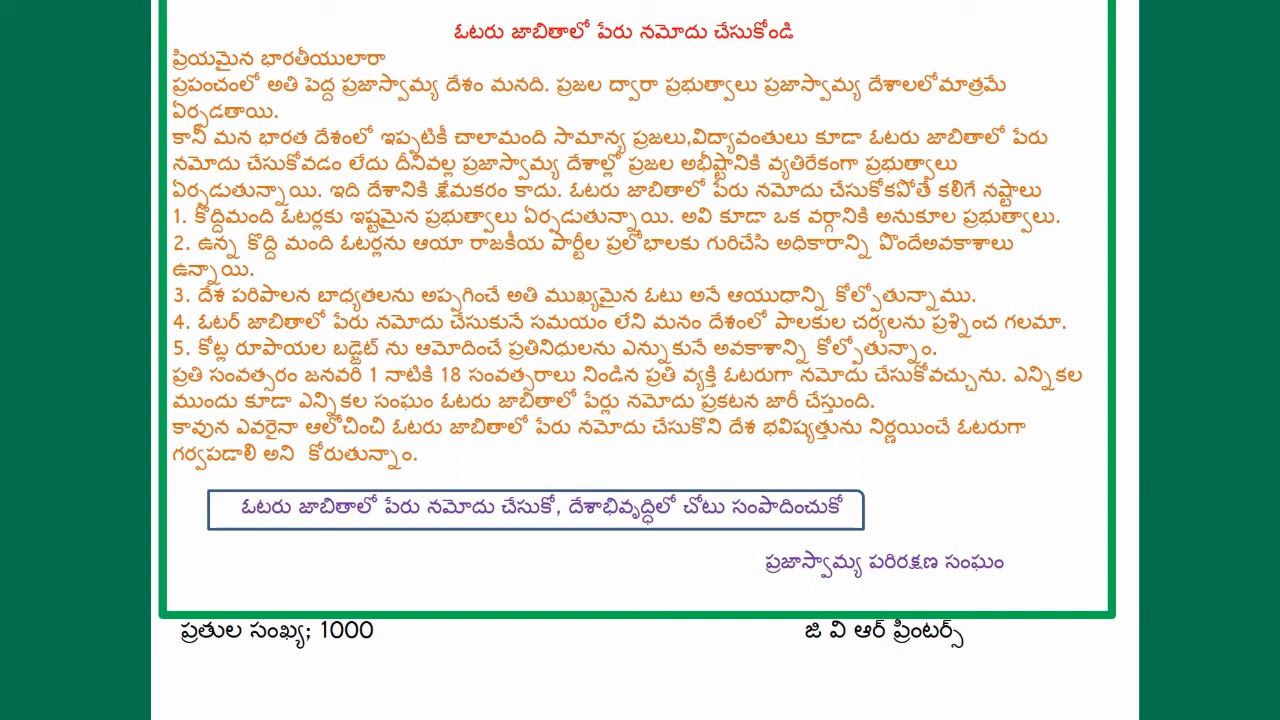 ఓటరు జాబితాలో పేరు నమోదు చేసుకోండి
ప్రియమైన భారతీయులారా
ప్రపంచంలో అతి పెద్ద ప్రజాస్వామ్య దేశం మనది. ప్రజల ద్వారా ప్రభుత్వాలు ప్రజాస్వామ్య దేశాలలోమాత్రమే
ఏర్పడతాయి.
కానీ మన భారత దేశంలో ఇప్పటికీ చాలామంది సామాన్య ప్రజలు,విద్యావంతులు కూడా ఓటరు జాబితాలో పేరు
నమోదు చేసుకోవడం లేదు దీనివల్ల ప్రజాస్వామ్య దేశాల్లో ప్రజల అభీష్టానికి వ్యతిరేకంగా ప్రభుత్వాలు
ఏర్పడుతున్నాయి. ఇది దేశానికి క్షేమకరం కాదు. ఓటరు జాబితాలో పేరు నమోదు చేసుకోకపోతే కలిగే నష్టాలు
1. కొద్దిమంది ఓటర్లకు ఇష్టమైన ప్రభుత్వాలు ఏర్పడుతున్నాయి. అవి కూడా ఒక వర్గానికి అనుకూల ప్రభుత్వాలు.
2. ఉన్న కొద్ది మంది ఓటర్లను ఆయా రాజకీయ పార్టీల ప్రలోభాలకు గురిచేసి అధికారాన్ని పొందేఅవకాశాలు
ఉన్నాయి.
3. దేశ పరిపాలన బాధ్యతలను అప్పగించే అతి ముఖ్యమైన ఓటు అనే ఆయుధాన్ని కోల్పోతున్నాము.
4. ఓటర్ జాబితాలో పేరు నమోదు చేసుకునే సమయం లేని మనం దేశంలో పాలకుల చర్యలను ప్రశ్నించ గలమా.
5. కోట్ల రూపాయల బడ్జెట్ ను ఆమోదించే ప్రతినిధులను ఎన్నుకునే అవకాశాన్ని కోల్పోతున్నాం.
ప్రతి సంవత్సరం జనవరి 1 నాటికి 18 సంవత్సరాలు నిండిన ప్రతి వ్యక్తి ఓటరుగా నమోదు చేసుకోవచ్చును. ఎన్నికల
ముందు కూడా ఎన్నికల సంఘం ఓటరు జాబితాలో పేర్లు నమోదు ప్రకటన జారీ చేస్తుంది.
కావున ఎవరైనా ఆలోచించి ఓటరు జాబితాలో పేరు నమోదు చేసుకొని దేశ భవిష్యత్తును నిర్ణయించే ఓటరుగా
గర్వపడాలి అని కోరుతున్నాం.
ఓటరు జాబితాలో పేరు నమోదు చేసుకో, దేశాభివృద్ధిలో చోటు సంపాదించుకో
ప్రజాస్వామ్య పరిరక్షణ సంఘం
ప్రతుల సంఖ్య; 1000
జి వి ఆర్ ప్రింటర్స్